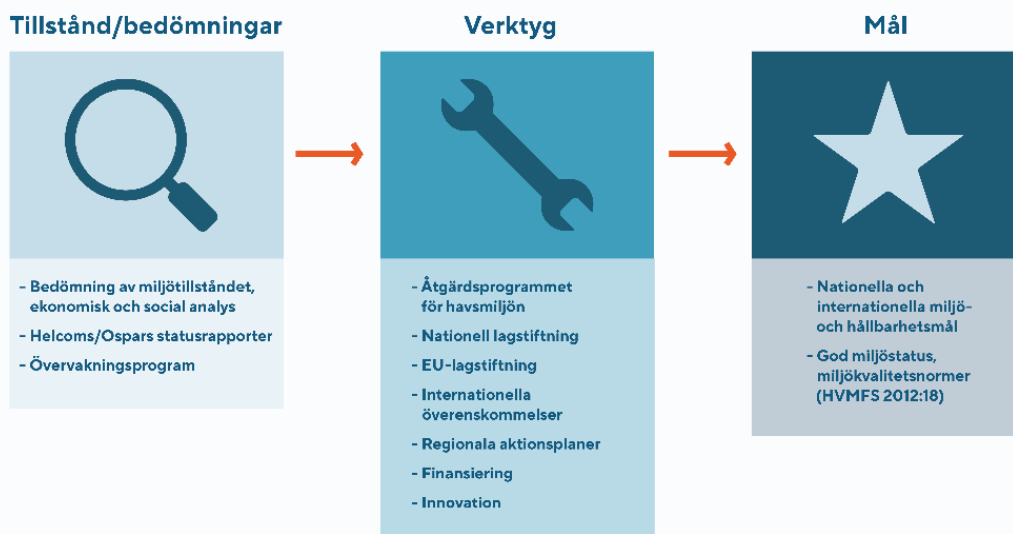 Tillstånd/bedömningar
- Bedömning av miljötillståndet,
ekonomisk och social analys
- Helcoms/Ospars statusrapporter
- Övervakningsprogram
Verktyg
- Åtgärdsprogrammet
för havsmiljön
- Nationell lagstiftning
- EU-lagstiftning
- Internationella
överenskommelser
- Regionala aktionsplaner
- Finansiering
- Innovation
Mål
- Nationella och
internationella miljö-
och hållbarhetsmål
- God miljöstatus,
miljökvalitetsnormer
(HVMFS 2012:18)